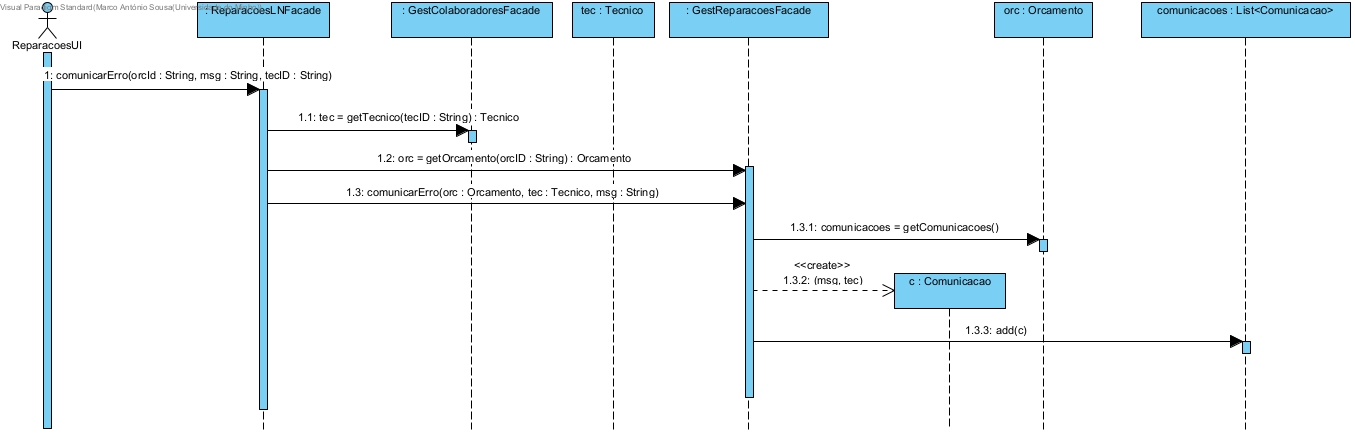 Visual Paradigm Standard(Marco António Sousa(Universidade do Minho))
: ReparacoesLNFacade
: GestColaboradoresFacade
tec : Tecnico
: GestReparacoesFacade
orc : Orcamento
comunicacoes : List<Comunicacao>
ReparacoesUI
1: comunicarErro(orcId : String, msg : String, tecID : String)
1.1: tec = getTecnico(tecID : String) : Tecnico
1.2: orc = getOrcamento(orcID : String) : Orcamento
1.3: comunicarErro(orc : Orcamento, tec : Tecnico, msg : String)
1.3.1: comunicacoes = getComunicacoes()
<<create>>
1.3.2: (msg, tec)
c : Comunicacao
1.3.3: add(c)